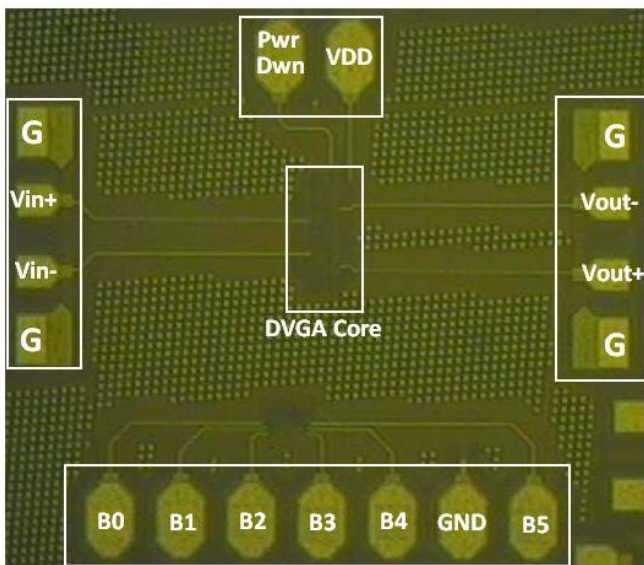 Pwr
Dwn
VDD
G
G
Vin+
Vout-
Vin-
Vout+
G
G
DVGA Core
B0
B1
B2
B3
B4
GND
B5